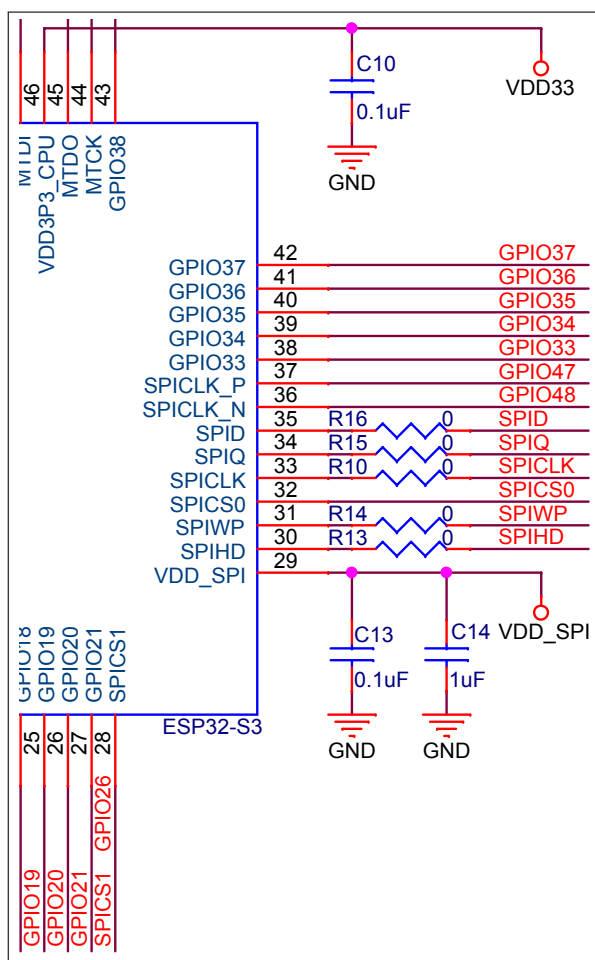 C10
0.1uF
GND
VDD33
46
45
44
43
MTDI
VDD3P3_CPU
MTDO
MTCK
GPIO38
GPIO37 42 GPIO37
GPIO36 41 GPIO36
GPIO35 40 GPIO35
GPIO34 39 GPIO34
GPIO33 38 GPIO33
SPICLK_P 37 GPIO47
SPICLK_N 36 GPIO48
SPID 35 R16 0 SPID
SPIQ 34 R15 0 SPIQ
SPICLK 33 R10 0 SPICLK
SPICS0 32 SPICS0
SPIWP 31 R14 0 SPIWP
SPIHD 30 R13 0 SPIHD
VDD_SPI 29
VDD_SPI
C13
0.1uF
GND
C14
1uF
GND
GPIO18
GPIO19
GPIO20
GPIO21
SPICS1
ESP32-S3
25
26
27
28
GPIO19
GPIO20
GPIO21
SPICS1
GPIO26